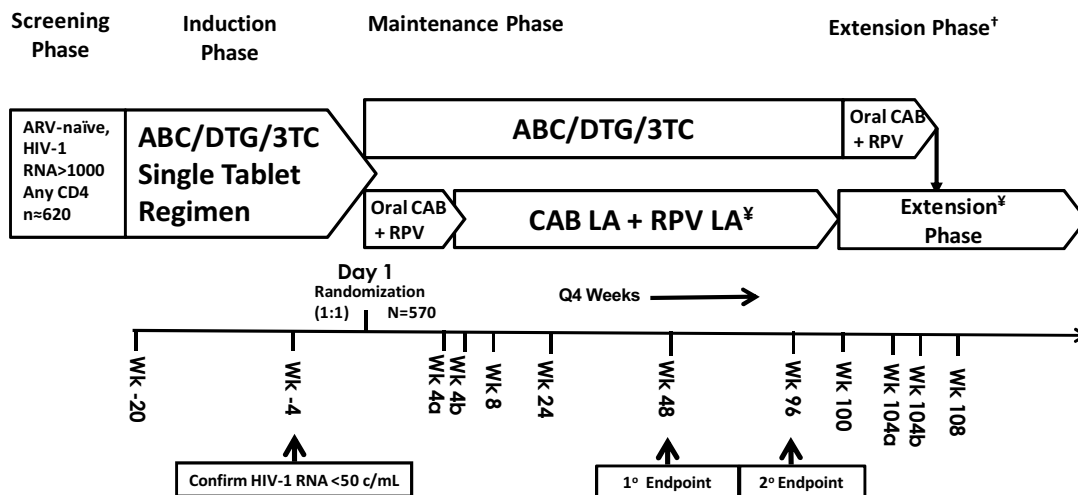 Screening
Phase
Induction
Phase
Maintenance Phase
Extension Phase†
ARV-naïve,
HIV-1
RNA>1000
Any CD4
n≈620
ABC/DTG/3TC
Single Tablet
Regimen
ABC/DTG/3TC
Oral CAB
+ RPV
Oral CAB
+ RPV
CAB LA + RPV LA¥
Extension¥
Phase
Day 1
Randomization
(1:1) N=570
Q4 Weeks
Wk -20
Wk -4
Wk 4a
Wk 4b
Wk 8
Wk 24
Wk 48
Wk 96
Wk 100
Wk 104a
Wk 104b
Wk 108
Confirm HIV-1 RNA <50 c/mL
1º Endpoint
2º Endpoint